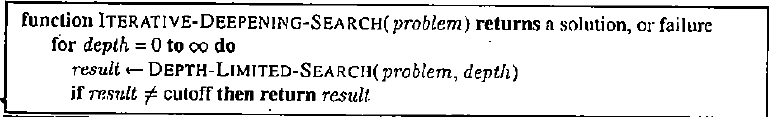 function ITERATIVE-DEEPENING-SEARCH(problem) returns a solution, or failure
for depth = 0 to ∞ do
result ← DEPTH-LIMITED-SEARCH(problem, depth)
if result ≠ cutoff then return result